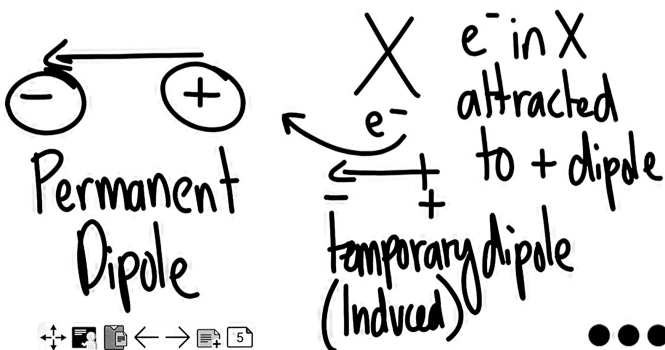 - +
Permanent
Dipole
X
e⁻
- +
temporary dipole
(Induced)
e⁻ in X
attracted
to + dipole
5